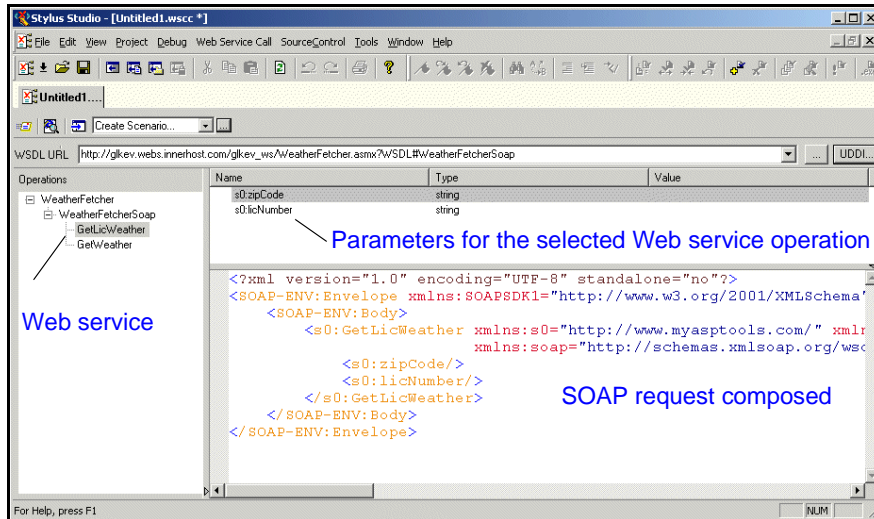 Stylus Studio - [Untitled1.wscc *]
File Edit View Project Debug Web Service Call SourceControl Tools Window Help
Untitled1....
Create Scenario... ...
WSDL URL http://glkev.webs.innerhost.com/glkev_ws/WeatherFetcher.asmx?WSDL#WeatherFetcherSoap ... UDDI...
Operations
WeatherFetcher
WeatherFetcherSoap
GetLicWeather
GetWeather
Web service
Name Type Value
s0:zipCode string
s0:licNumber string
Parameters for the selected Web service operation
<?xml version="1.0" encoding="UTF-8" standalone="no"?>
<SOAP-ENV:Envelope xmlns:SOAPSDK1="http://www.w3.org/2001/XMLSchema"
<SOAP-ENV:Body>
<s0:GetLicWeather xmlns:s0="http://www.myasptools.com/" xmlr
xmlns:soap="http://schemas.xmlsoap.org/wsd
<s0:zipCode/>
<s0:licNumber/>
</s0:GetLicWeather>
</SOAP-ENV:Body>
</SOAP-ENV:Envelope>
SOAP request composed
For Help, press F1 NUM